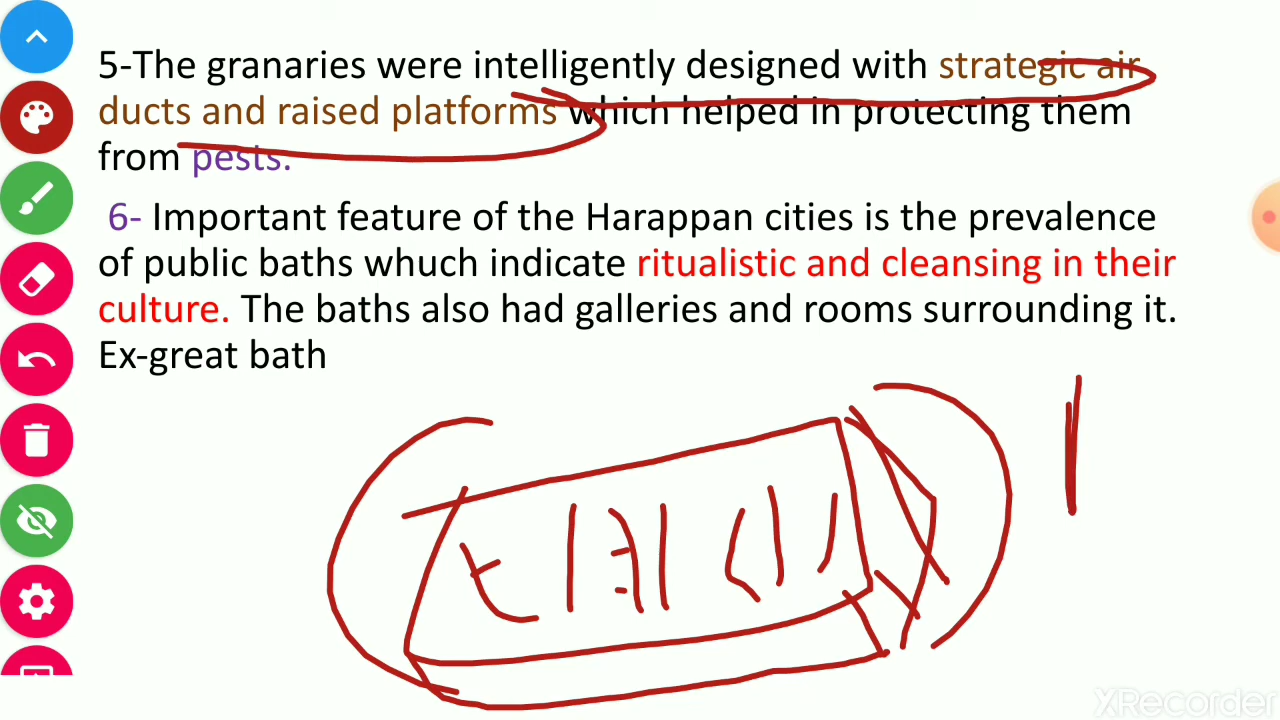 5-The granaries were intelligently designed with strategic air
ducts and raised platforms which helped in protecting them
from pests.
6- Important feature of the Harappan cities is the prevalence
of public baths whuch indicate ritualistic and cleansing in their
culture. The baths also had galleries and rooms surrounding it.
Ex-great bath
XRecorder